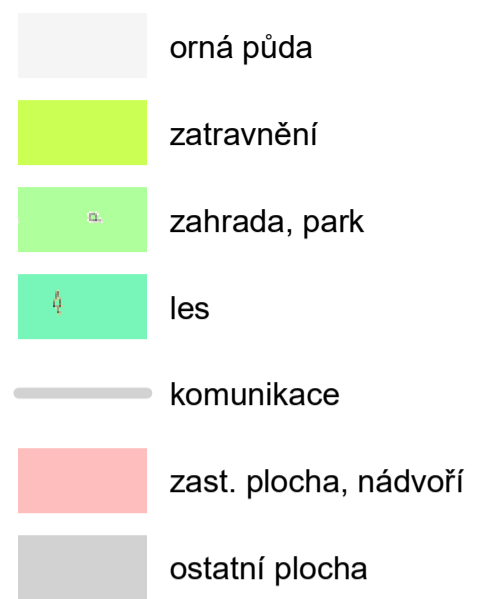 orná půda
zatravnění
zahrada, park
les
komunikace
zast. plocha, nádvoří
ostatní plocha